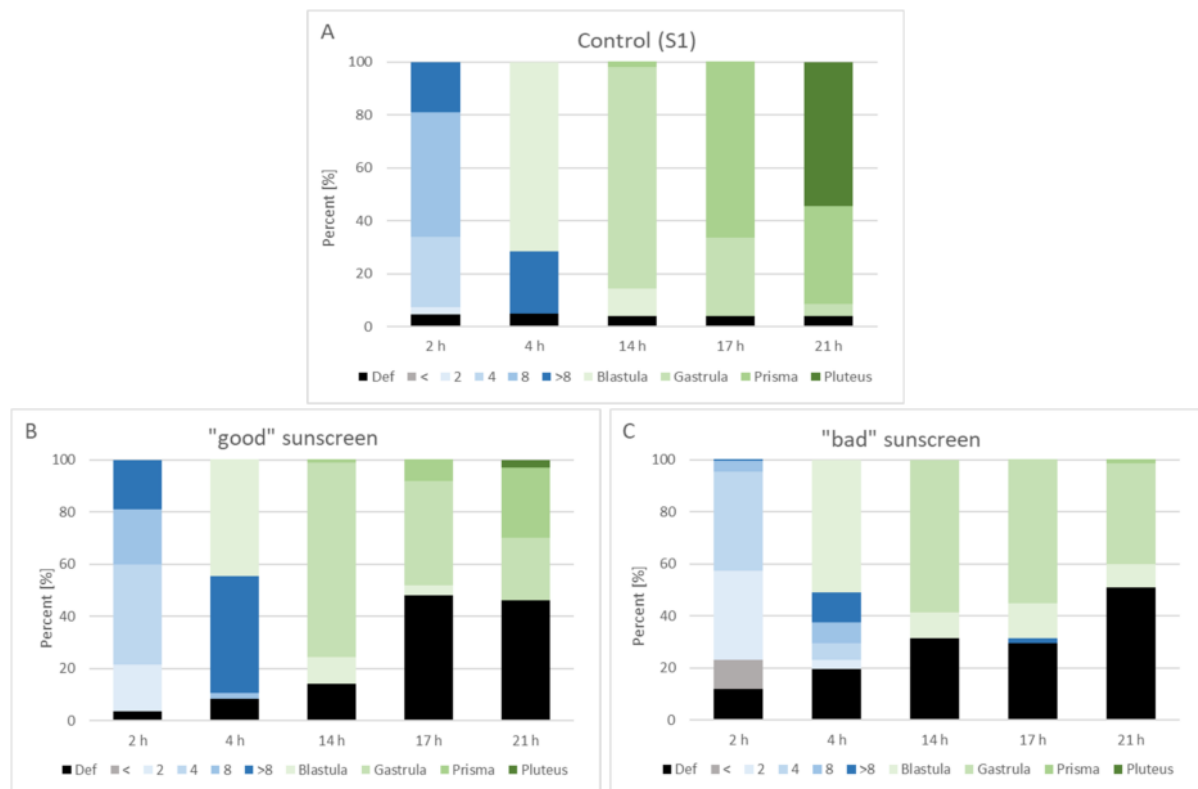 A
Control (S1)
100
80
60
40
20
0
Percent [%]
2 h 4 h 14 h 17 h 21 h
Def < 2 4 8 >8 Blastula Gastrula Prisma Pluteus
B
"good" sunscreen
100
80
60
40
20
0
Percent [%]
2 h 4 h 14 h 17 h 21 h
Def < 2 4 8 >8 Blastula Gastrula Prisma Pluteus
C
"bad" sunscreen
100
80
60
40
20
0
Percent [%]
2 h 4 h 14 h 17 h 21 h
Def < 2 4 8 >8 Blastula Gastrula Prisma Pluteus